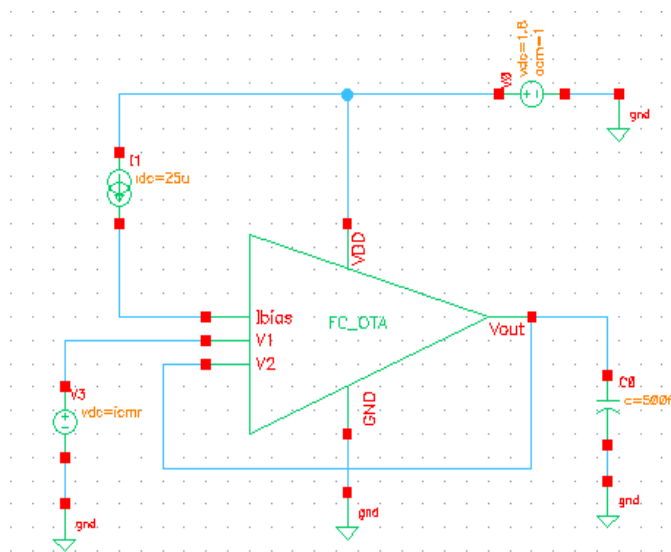 vdc=1.8
acm=1
V0
gnd
I1
idc=25u
VDD
Ibias
V1
V2
FC_OTA
Vout
GND
V3
vdc=icmr
C0
c=500f
gnd
gnd
gnd